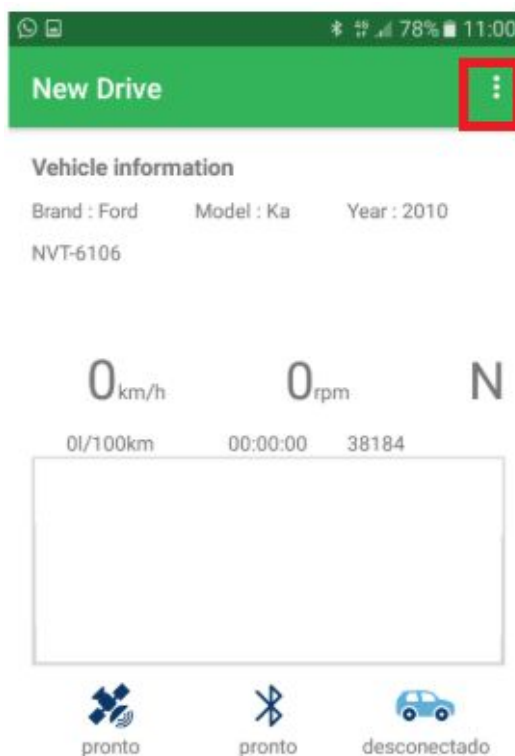 78% 11:00
New Drive
Vehicle information
Brand : Ford Model : Ka Year : 2010
NVT-6106
0km/h 0rpm N
0l/100km 00:00:00 38184
pronto pronto desconectado